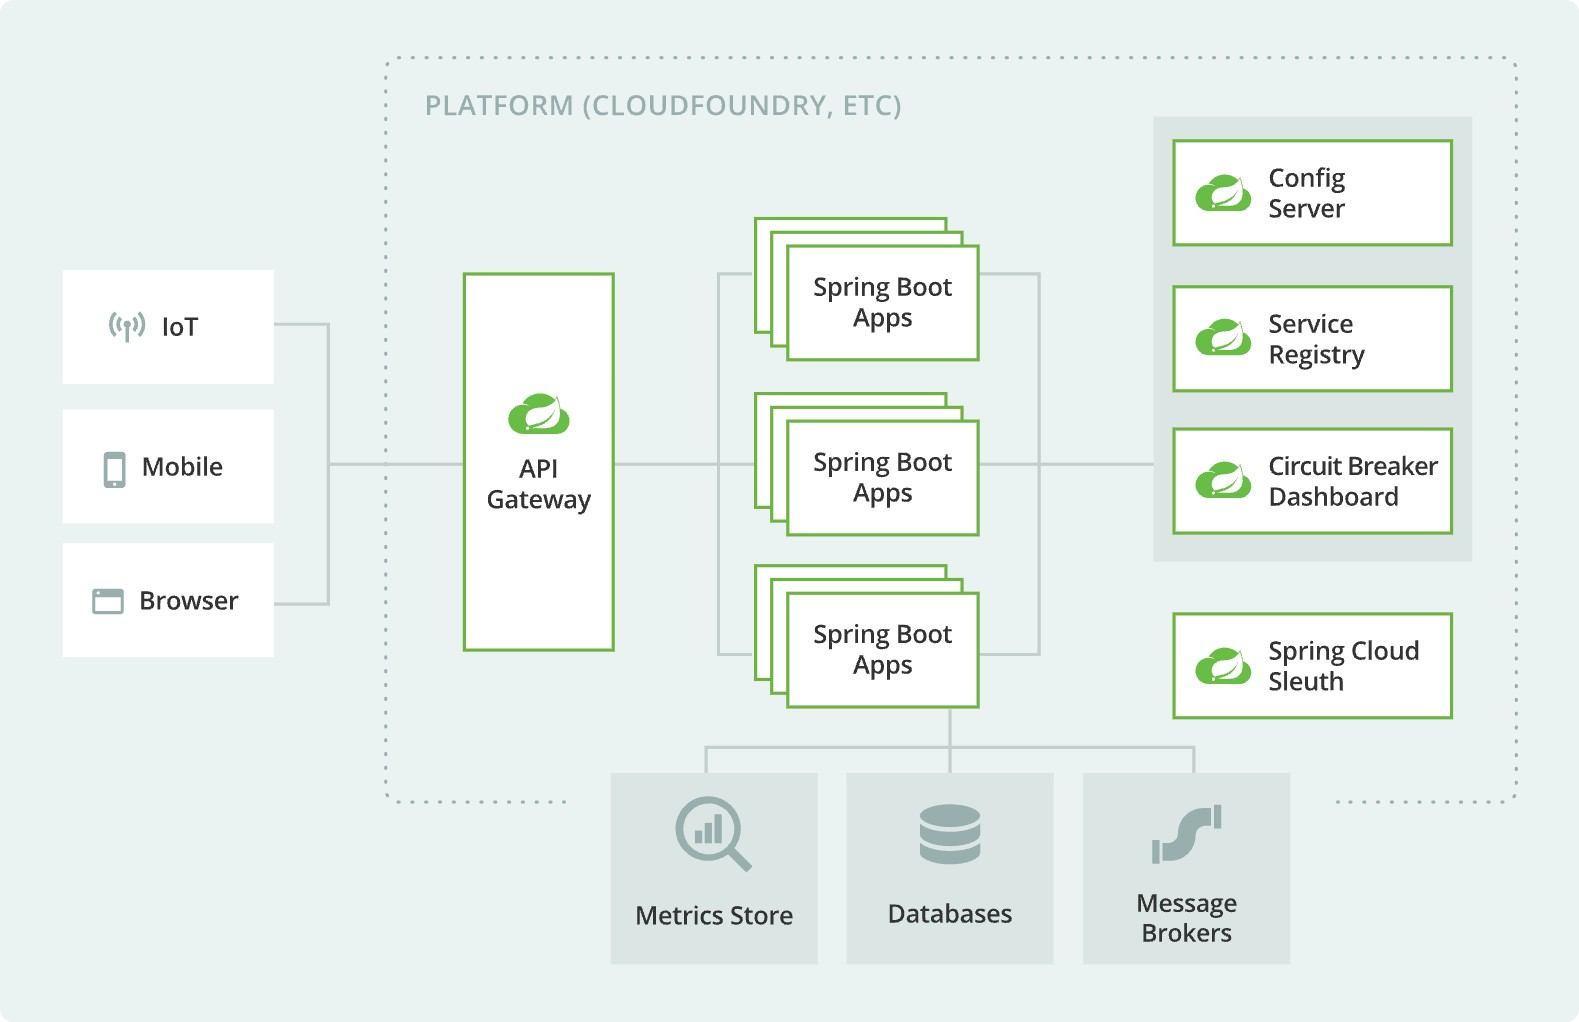 PLATFORM (CLOUDFOUNDRY, ETC)
IoT
Mobile
Browser
API
Gateway
Spring Boot
Apps
Spring Boot
Apps
Spring Boot
Apps
Config
Server
Service
Registry
Circuit Breaker
Dashboard
Spring Cloud
Sleuth
Metrics Store
Databases
Message
Brokers